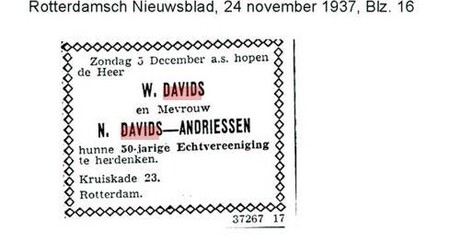 Rotterdamsch Nieuwsblad, 24 november 1937, Blz. 16
Zondag 5 December a.s. hopen
de Heer
W. DAVIDS
en Mevrouw
N. DAVIDS—ANDRIESSEN
hunne 50-jarige Echtvereeniging
te herdenken.
Kruiskade 23.
Rotterdam.
37267 17